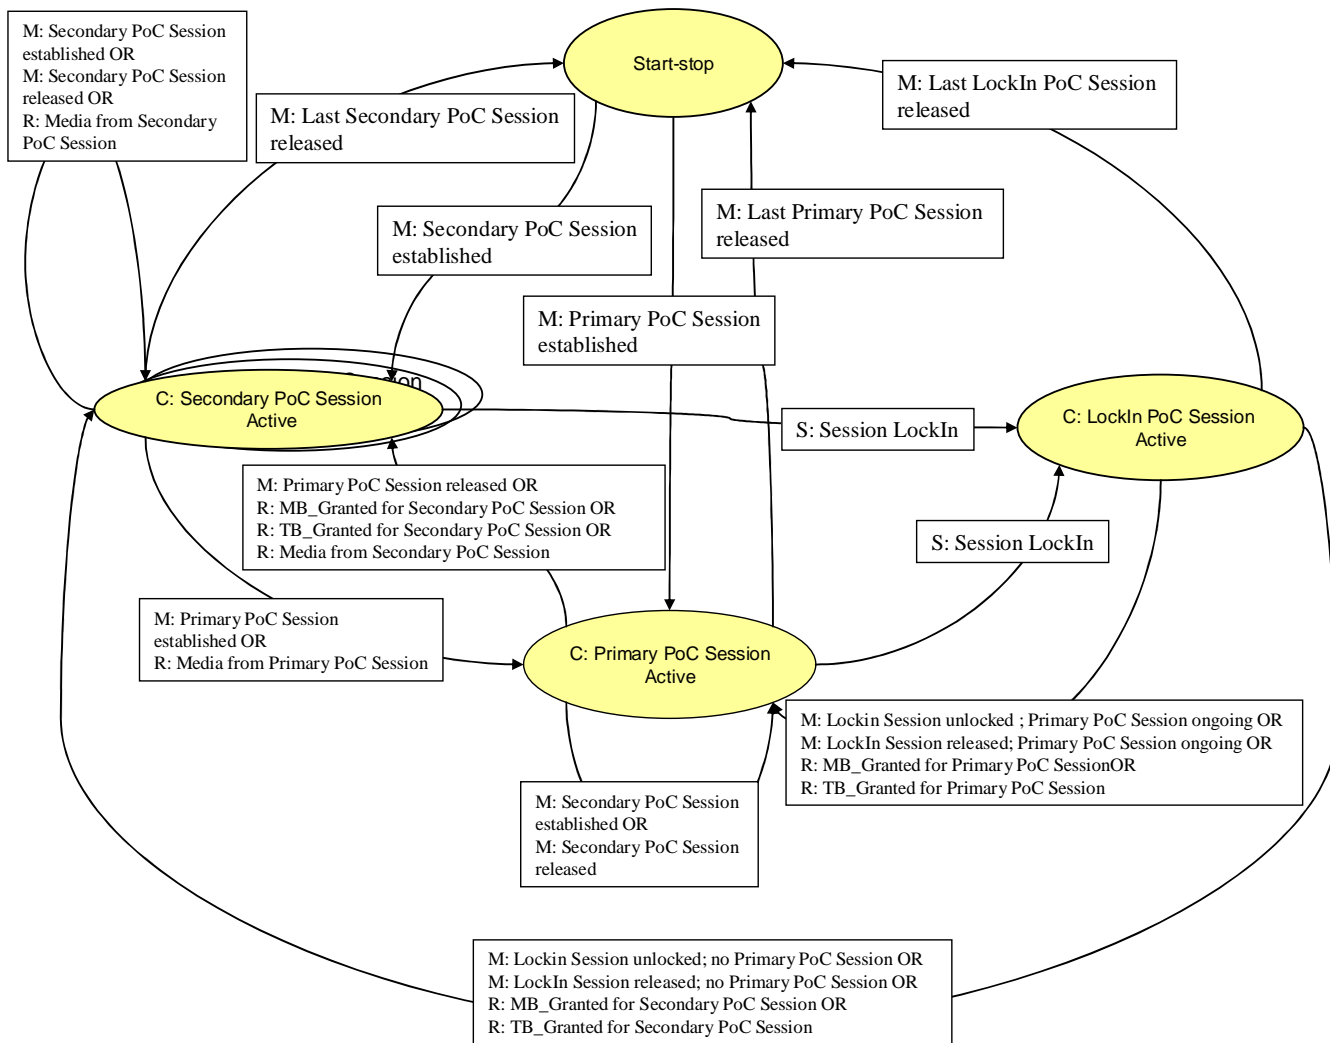 M: Secondary PoC Session
established OR
M: Secondary PoC Session
released OR
R: Media from Secondary
PoC Session
Start-stop
M: Last LockIn PoC Session
released
M: Last Secondary PoC Session
released
M: Secondary PoC Session
established
M: Last Primary PoC Session
released
M: Primary PoC Session
established
C: Secondary PoC Session
Active
S: Session LockIn
C: LockIn PoC Session
Active
M: Primary PoC Session released OR
R: MB_Granted for Secondary PoC Session OR
R: TB_Granted for Secondary PoC Session OR
R: Media from Secondary PoC Session
S: Session LockIn
M: Primary PoC Session
established OR
R: Media from Primary PoC Session
C: Primary PoC Session
Active
M: Lockin Session unlocked ; Primary PoC Session ongoing OR
M: LockIn Session released; Primary PoC Session ongoing OR
R: MB_Granted for Primary PoC SessionOR
R: TB_Granted for Primary PoC Session
M: Secondary PoC Session
established OR
M: Secondary PoC Session
released
M: Lockin Session unlocked; no Primary PoC Session OR
M: LockIn Session released; no Primary PoC Session OR
R: MB_Granted for Secondary PoC Session OR
R: TB_Granted for Secondary PoC Session